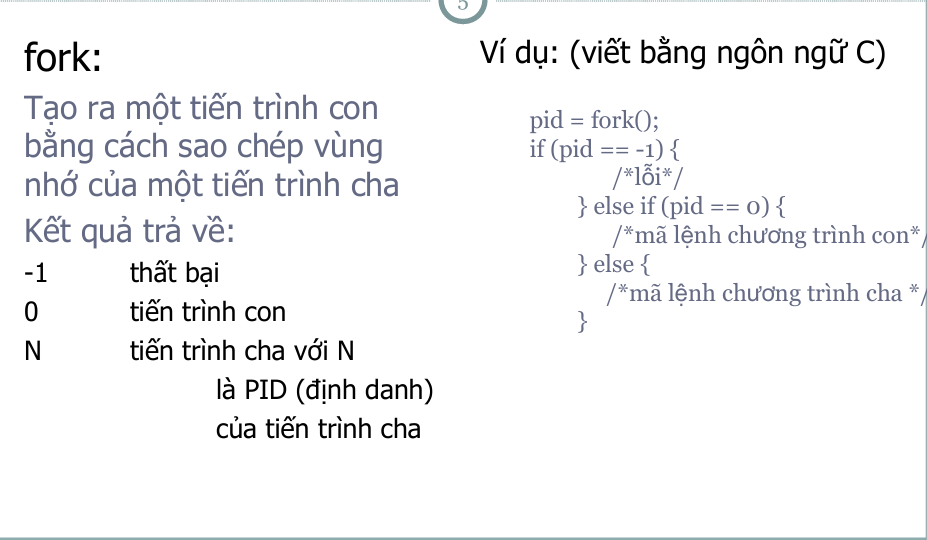 5
fork:
Tạo ra một tiến trình con
bằng cách sao chép vùng
nhớ của một tiến trình cha
Kết quả trả về:
-1 thất bại
0 tiến trình con
N tiến trình cha với N
là PID (định danh)
của tiến trình cha
Ví dụ: (viết bằng ngôn ngữ C)
pid = fork();
if (pid == -1) {
/*lỗi*/
} else if (pid == 0) {
/*mã lệnh chương trình con*/
} else {
/*mã lệnh chương trình cha */
}